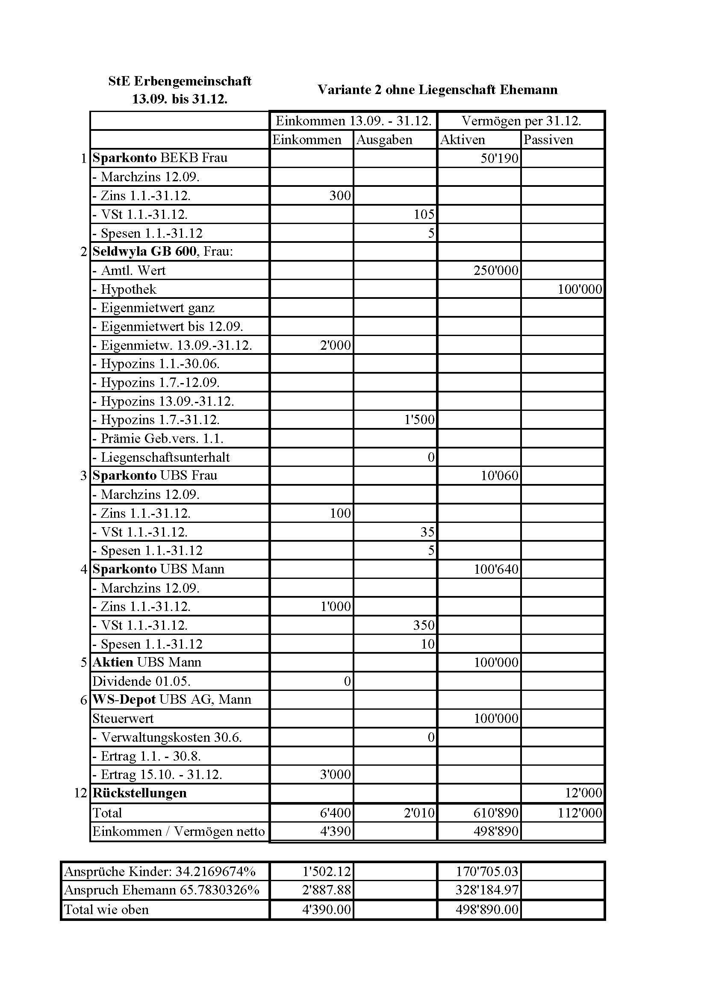 StE Erbengemeinschaft
13.09. bis 31.12.
Variante 2 ohne Liegenschaft Ehemann
Einkommen 13.09. - 31.12. Vermögen per 31.12.
Einkommen Ausgaben Aktiven Passiven
1 Sparkonto BEKB Frau 50'190
- Marchzins 12.09.
- Zins 1.1.-31.12. 300
- VSt 1.1.-31.12. 105
- Spesen 1.1.-31.12 5
2 Seldwyla GB 600, Frau:
- Amtl. Wert 250'000
- Hypothek 100'000
- Eigenmietwert ganz
- Eigenmietwert bis 12.09.
- Eigenmietw. 13.09.-31.12. 2'000
- Hypozins 1.1.-30.06.
- Hypozins 1.7.-12.09.
- Hypozins 13.09.-31.12.
- Hypozins 1.7.-31.12. 1'500
- Prämie Geb.vers. 1.1.
- Liegenschaftsunterhalt 0
3 Sparkonto UBS Frau 10'060
- Marchzins 12.09.
- Zins 1.1.-31.12. 100
- VSt 1.1.-31.12. 35
- Spesen 1.1.-31.12 5
4 Sparkonto UBS Mann 100'640
- Marchzins 12.09.
- Zins 1.1.-31.12. 1'000
- VSt 1.1.-31.12. 350
- Spesen 1.1.-31.12 10
5 Aktien UBS Mann 100'000
Dividende 01.05. 0
6 WS-Depot UBS AG, Mann
Steuerwert 100'000
- Verwaltungskosten 30.6. 0
- Ertrag 1.1. - 30.8.
- Ertrag 15.10. - 31.12. 3'000
12 Rückstellungen 12'000
Total 6'400 2'010 610'890 112'000
Einkommen / Vermögen netto 4'390 498'890
Ansprüche Kinder: 34.2169674% 1'502.12 170'705.03
Anspruch Ehemann 65.7830326% 2'887.88 328'184.97
Total wie oben 4'390.00 498'890.00